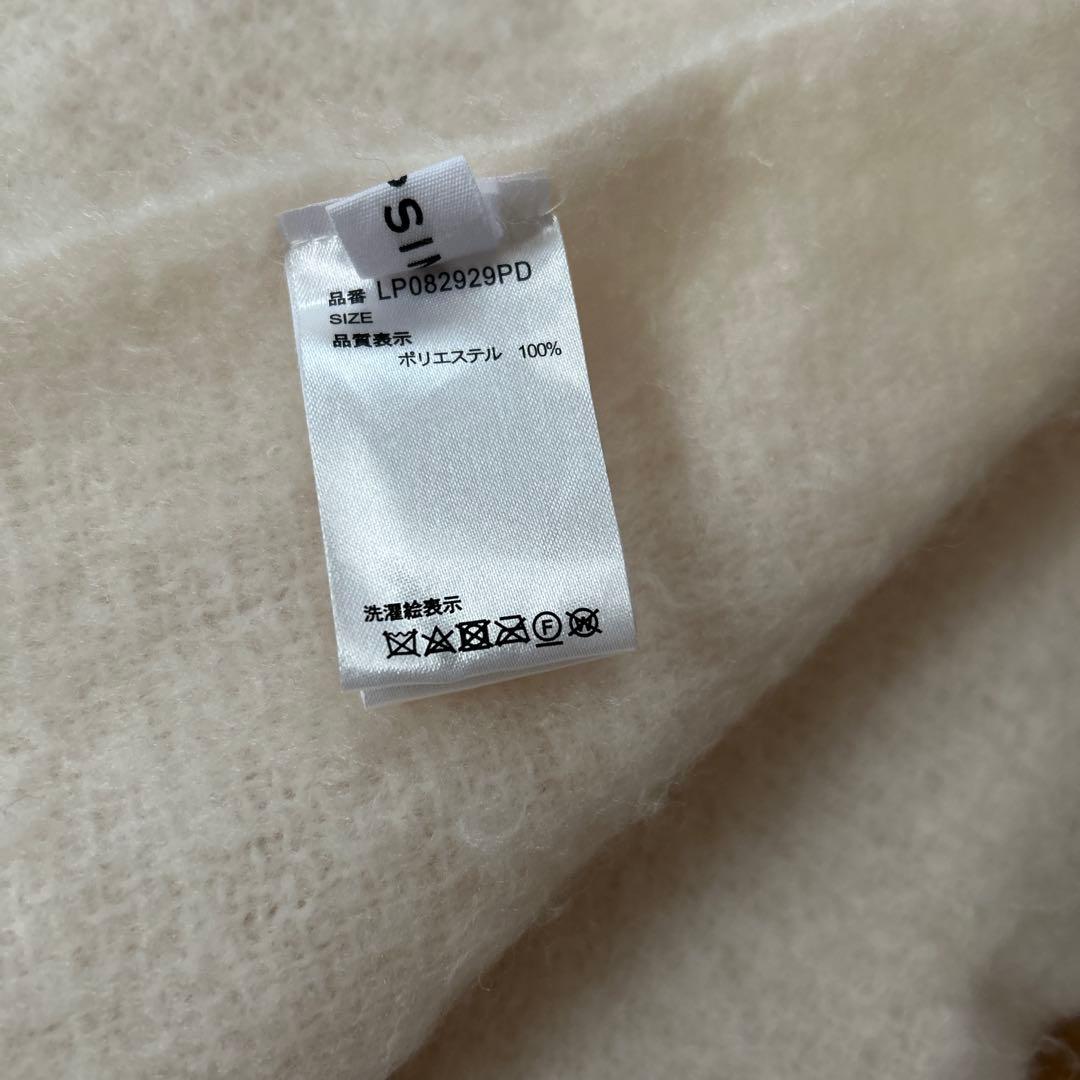 品番 LP082929PD
SIZE
品質表示
ポリエステル 100%
洗濯絵表示
F W